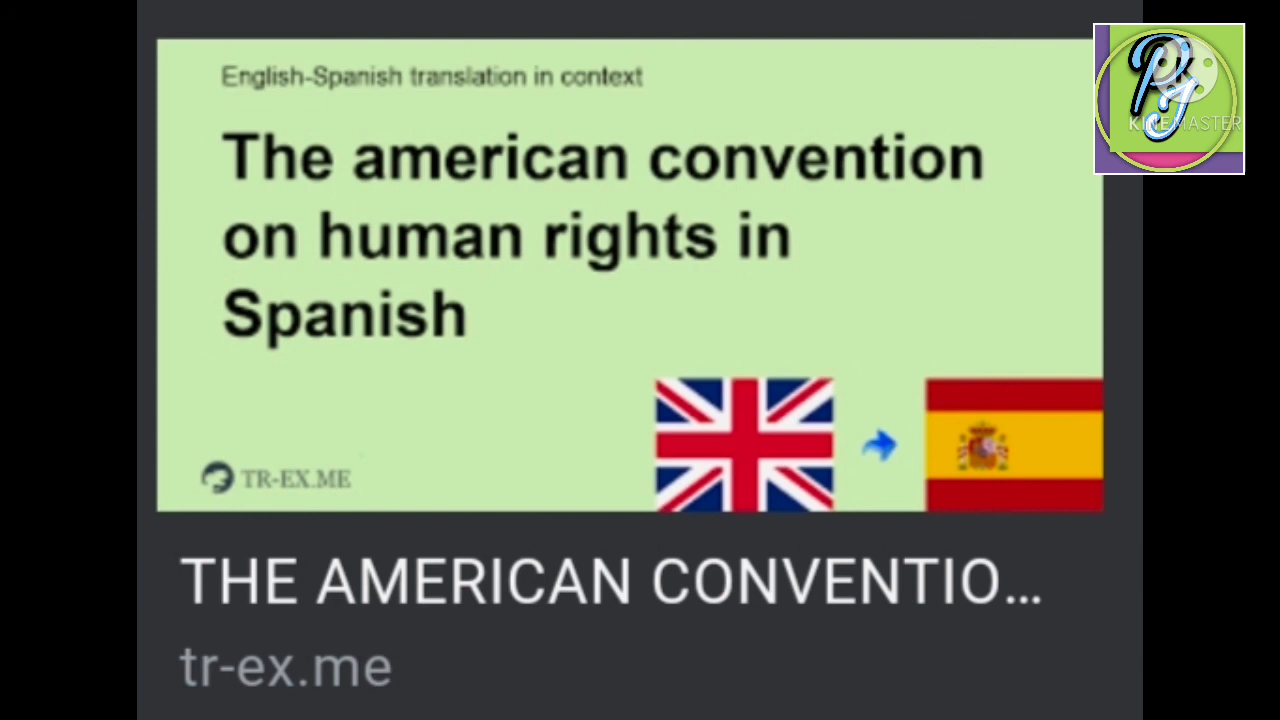 English-Spanish translation in context
The american convention
on human rights in
Spanish
TR-EX.ME
THE AMERICAN CONVENTIO...
tr-ex.me
KINEMASTER